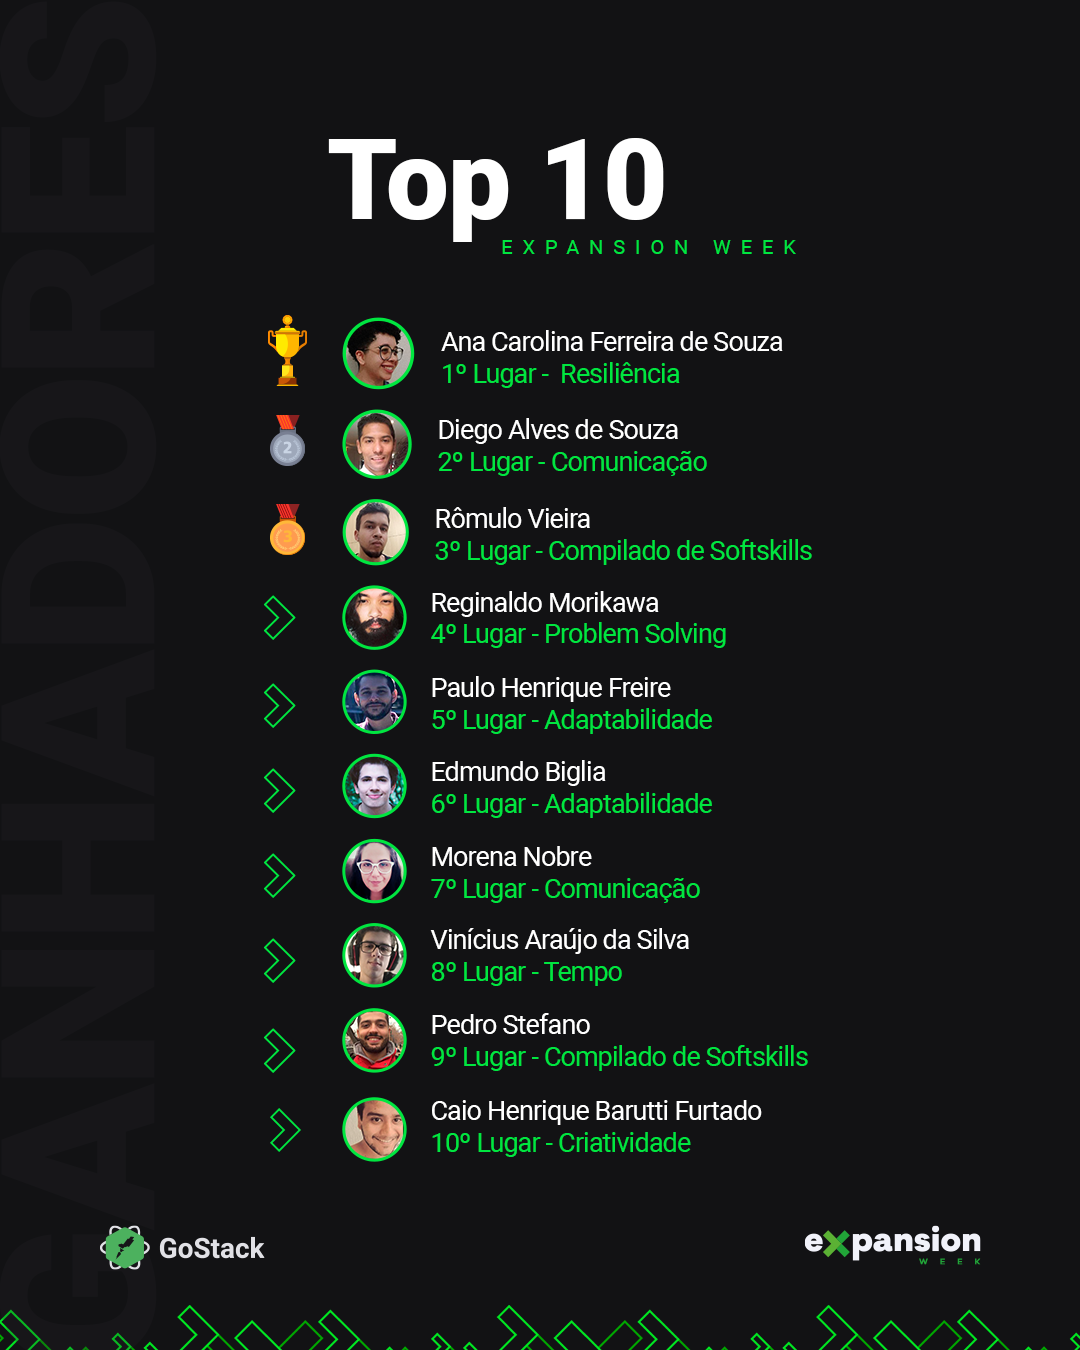 GANHADORES
Top 10
EXPANSION WEEK
Ana Carolina Ferreira de Souza
1º Lugar - Resiliência
2
Diego Alves de Souza
2º Lugar - Comunicação
3
Rômulo Vieira
3º Lugar - Compilado de Softskills
Reginaldo Morikawa
4º Lugar - Problem Solving
Paulo Henrique Freire
5º Lugar - Adaptabilidade
Edmundo Biglia
6º Lugar - Adaptabilidade
Morena Nobre
7º Lugar - Comunicação
Vinícius Araújo da Silva
8º Lugar - Tempo
Pedro Stefano
9º Lugar - Compilado de Softskills
Caio Henrique Barutti Furtado
10º Lugar - Criatividade
GoStack
expansion
WEEK